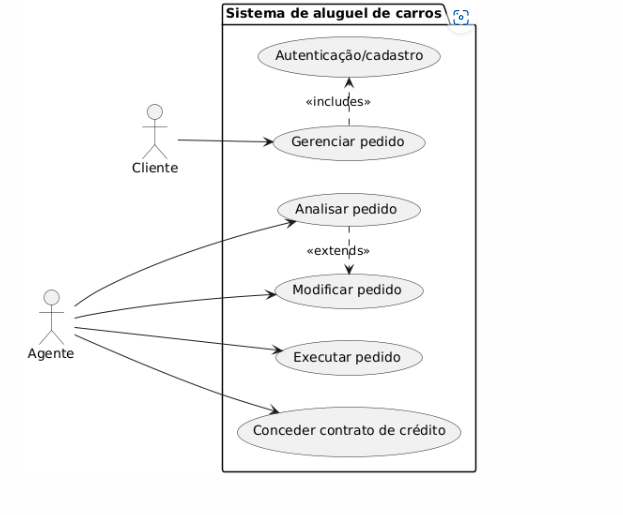 Sistema de aluguel de carros
Autenticação/cadastro
«includes»
Gerenciar pedido
Cliente
Analisar pedido
«extends»
Modificar pedido
Agente
Executar pedido
Conceder contrato de crédito